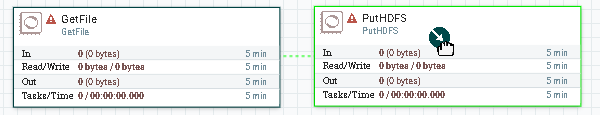 GetFile
GetFile
In 0 (0 bytes) 5 min
Read/Write 0 bytes / 0 bytes 5 min
Out 0 (0 bytes) 5 min
Tasks/Time 0 / 00:00:00.000 5 min
PutHDFS
PutHDFS
In 0 (0 bytes) 5 min
Read/Write 0 bytes / 0 bytes 5 min
Out 0 (0 bytes) 5 min
Tasks/Time 0 / 00:00:00.000 5 min